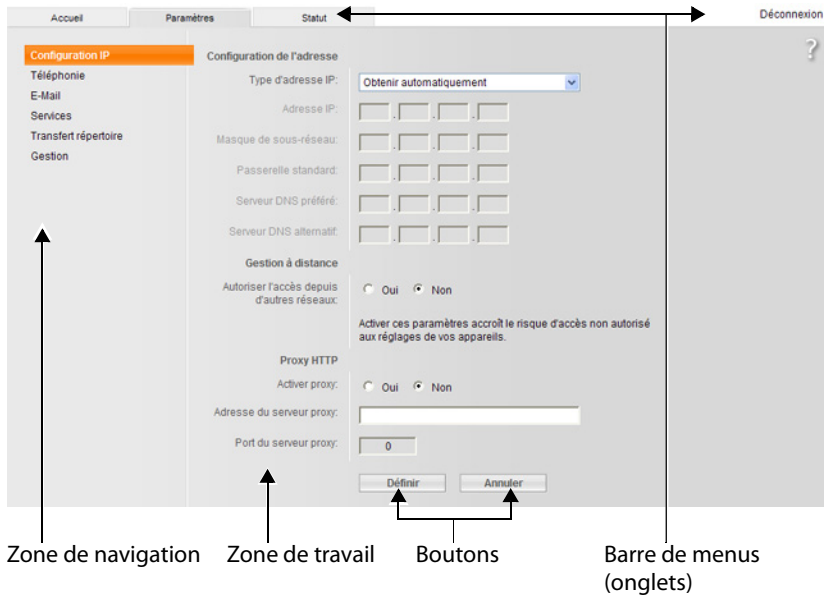 Accueil Paramètres Statut Déconnexion
?
Configuration IP
Téléphonie
E-Mail
Services
Transfert répertoire
Gestion
Configuration de l'adresse
Type d'adresse IP: Obtenir automatiquement
Adresse IP: . . .
Masque de sous-réseau: . . .
Passerelle standard: . . .
Serveur DNS préféré: . . .
Serveur DNS alternatif: . . .
Gestion à distance
Autoriser l'accès depuis
d'autres réseaux: Oui Non
Activer ces paramètres accroît le risque d'accès non autorisé
aux réglages de vos appareils.
Proxy HTTP
Activer proxy: Oui Non
Adresse du serveur proxy:
Port du serveur proxy: 0
Définir Annuler
Zone de navigation Zone de travail Boutons Barre de menus
(onglets)